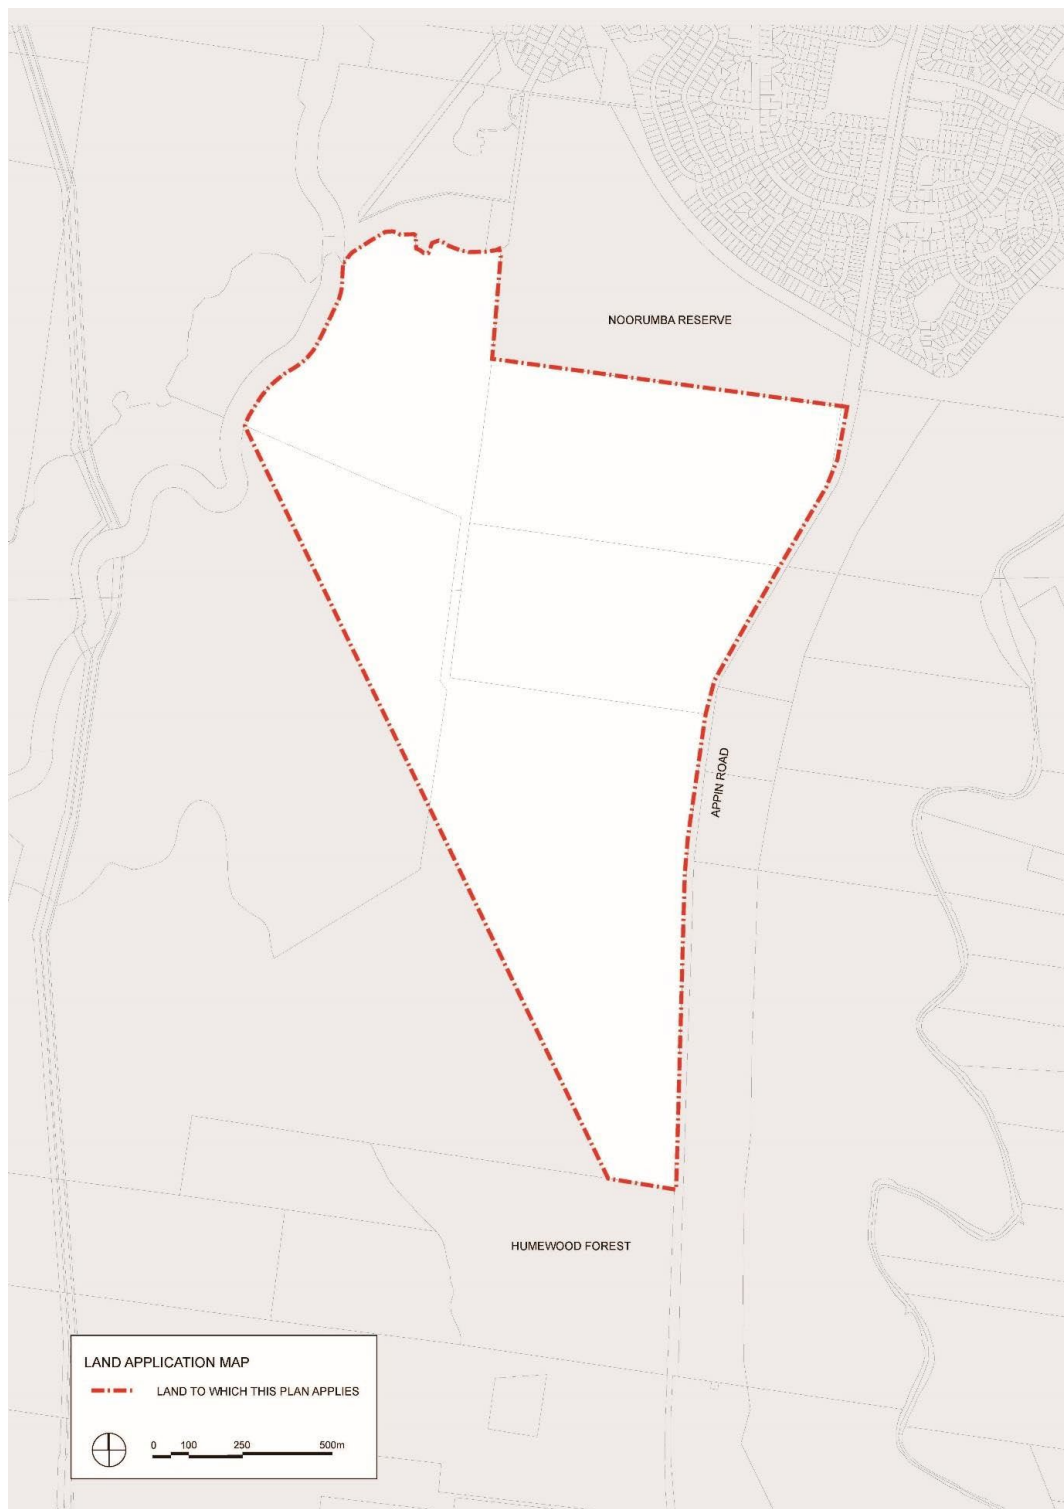 NOORUMBA RESERVE
APPIN ROAD
HUMEWOOD FOREST
LAND APPLICATION MAP
LAND TO WHICH THIS PLAN APPLIES
0 100 250 500m